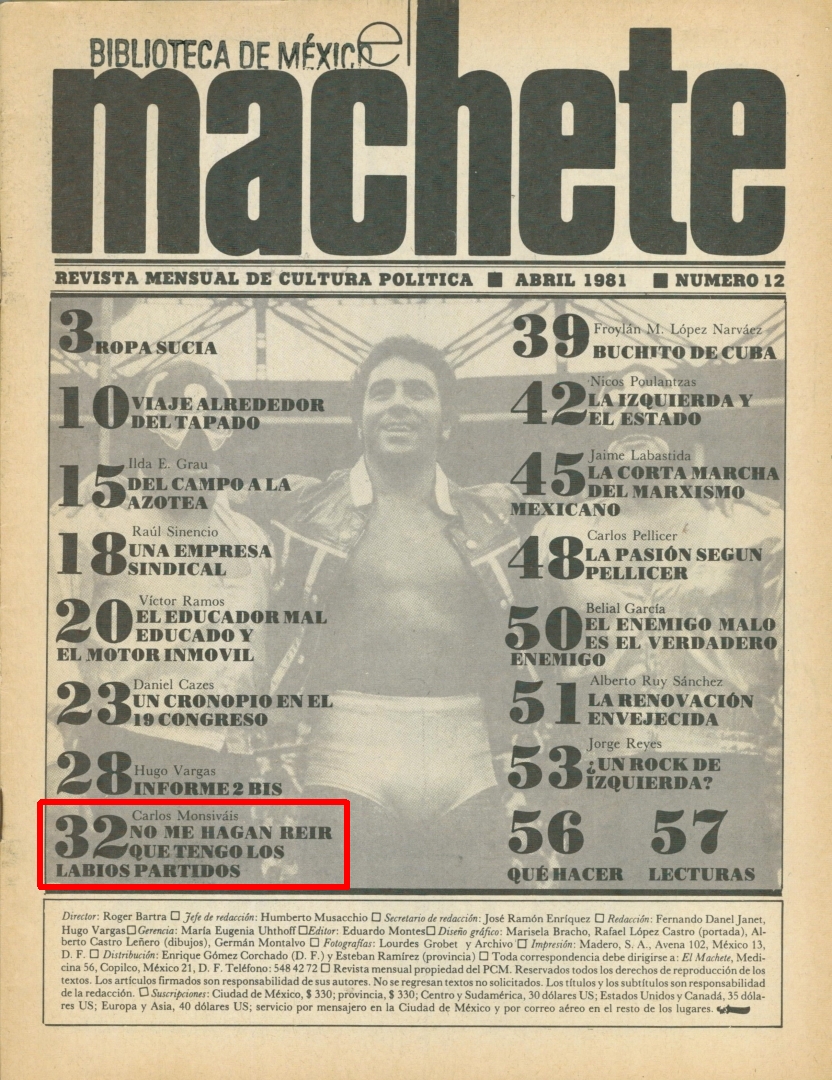 BIBLIOTECA DE MÉXICO
el
machete
REVISTA MENSUAL DE CULTURA POLITICA ■ ABRIL 1981 ■ NUMERO 12
3 ROPA SUCIA
10 VIAJE ALREDEDOR
DEL TAPADO
Ilda E. Grau
15 DEL CAMPO A LA
AZOTEA
Raúl Sinencio
18 UNA EMPRESA
SINDICAL
Víctor Ramos
20 EL EDUCADOR MAL
EDUCADO Y
EL MOTOR INMOVIL
Daniel Cazes
23 UN CRONOPIO EN EL
19 CONGRESO
Hugo Vargas
28 INFORME 2 BIS
Carlos Monsiváis
32 NO ME HAGAN REIR
QUE TENGO LOS
LABIOS PARTIDOS
Froylán M. López Narváez
39 BUCHITO DE CUBA
Nicos Poulantzas
42 LA IZQUIERDA Y
EL ESTADO
Jaime Labastida
45 LA CORTA MARCHA
DEL MARXISMO
MEXICANO
Carlos Pellicer
48 LA PASIÓN SEGUN
PELLICER
Belial García
50 EL ENEMIGO MALO
ES EL VERDADERO
ENEMIGO
Alberto Ruy Sánchez
51 LA RENOVACIÓN
ENVEJECIDA
Jorge Reyes
53 ¿UN ROCK DE
IZQUIERDA?
56 57
QUÉ HACER LECTURAS
Director: Roger Bartra □ Jefe de redacción: Humberto Musacchio □ Secretario de redacción: José Ramón Enríquez □ Redacción: Fernando Danel Janet,
Hugo Vargas □ Gerencia: María Eugenia Uhthoff □ Editor: Eduardo Montes □ Diseño gráfico: Marisela Bracho, Rafael López Castro (portada), Al-
berto Castro Leñero (dibujos), Germán Montalvo □ Fotografías: Lourdes Grobet y Archivo □ Impresión: Madero, S. A., Avena 102, México 13,
D. F. □ Distribución: Enrique Gómez Corchado (D. F.) y Esteban Ramírez (provincia) □ Toda correspondencia debe dirigirse a: El Machete, Medi-
cina 56, Copilco, México 21, D. F. Teléfono: 548 42 72 □ Revista mensual propiedad del PCM. Reservados todos los derechos de reproducción de los
textos. Los artículos firmados son responsabilidad de sus autores. No se regresan textos no solicitados. Los títulos y los subtítulos son responsabilidad
de la redacción. □ Suscripciones: Ciudad de México, $ 330; provincia, $ 330; Centro y Sudamérica, 30 dólares US; Estados Unidos y Canadá, 35 dóla-
res US; Europa y Asia, 40 dólares US; servicio por mensajero en la Ciudad de México y por correo aéreo en el resto de los lugares.